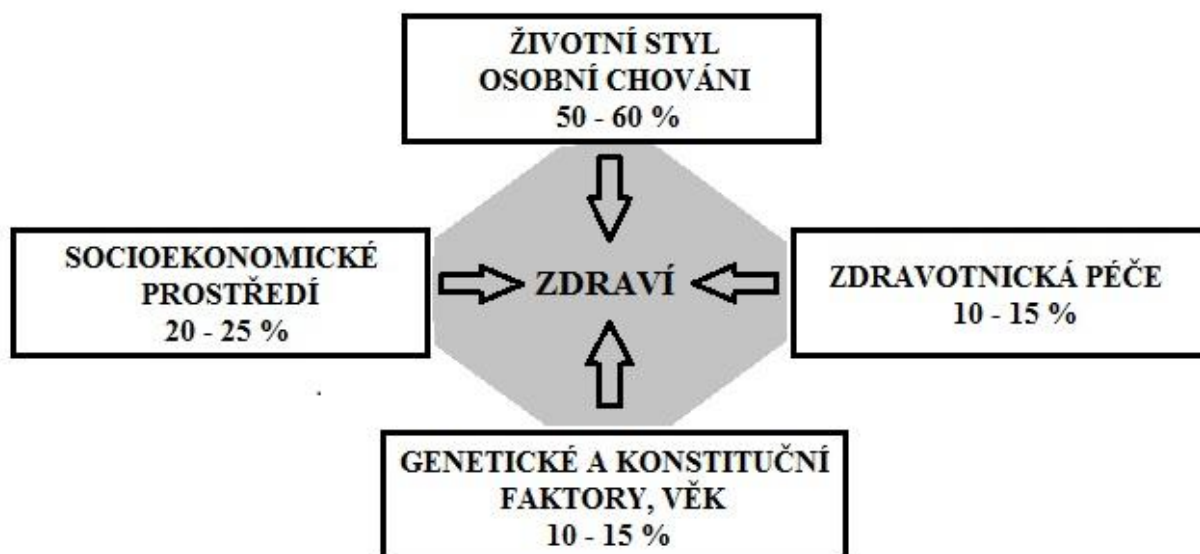 ŽIVOTNÍ STYL
OSOBNÍ CHOVÁNI
50 - 60 %
SOCIOEKONOMICKÉ
PROSTŘEDÍ
20 - 25 %
ZDRAVÍ
ZDRAVOTNICKÁ PÉČE
10 - 15 %
GENETICKÉ A KONSTITUČNÍ
FAKTORY, VĚK
10 - 15 %